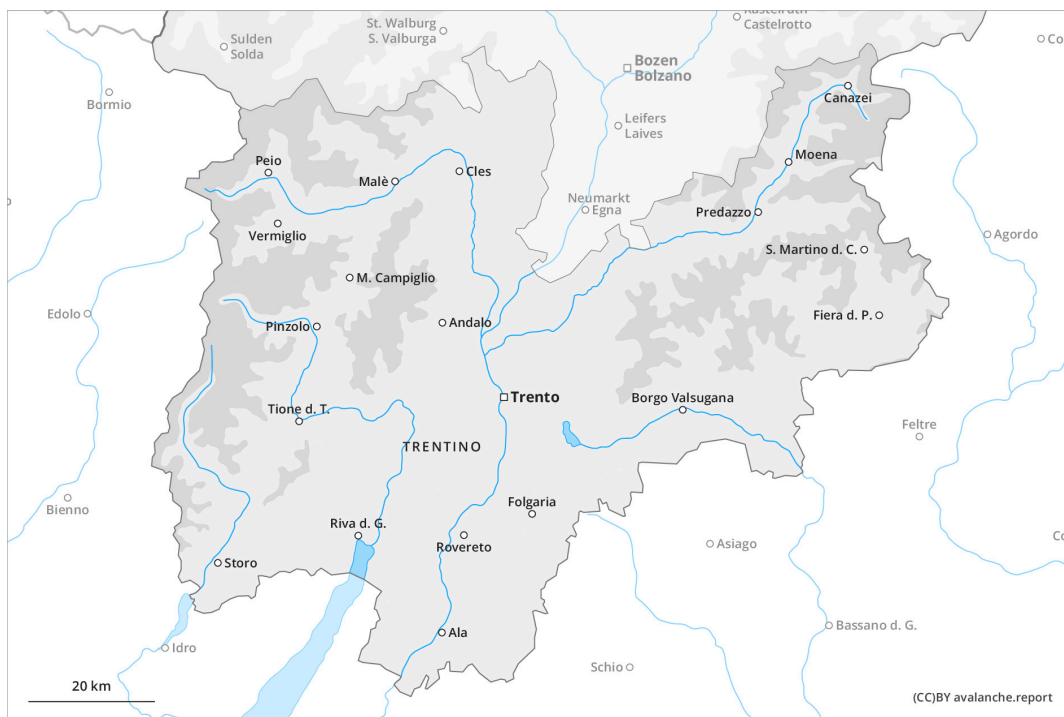 Kastelruth
Castelrotto
St. Walburg
S. Valburga
Sulden
Solda
Co
Bozen
Bolzano
Bormio
Canazei
Leifers
Laives
Moena
Peio
Malè
Cles
Neumarkt
Egna
Predazzo
Vermiglio
Agordo
S. Martino d. C.
M. Campiglio
Edolo
Pinzolo
Andalo
Fiera d. P.
Trento
Borgo Valsugana
Tione d. T.
Feltre
TRENTINO
Bienno
Folgaria
Riva d. G.
Rovereto
Asiago
Co
Storo
Ala
Bassano d. G.
Idro
Schio
20 km
(CC)BY avalanche.report